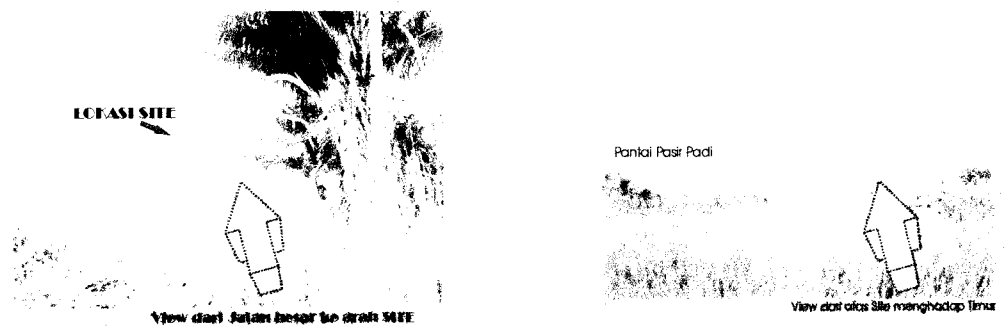 LOKASI SITE
View dari Jalan besar ke arah SITE
Pantai Pasir Padi
View dari atas Site menghadap Timur